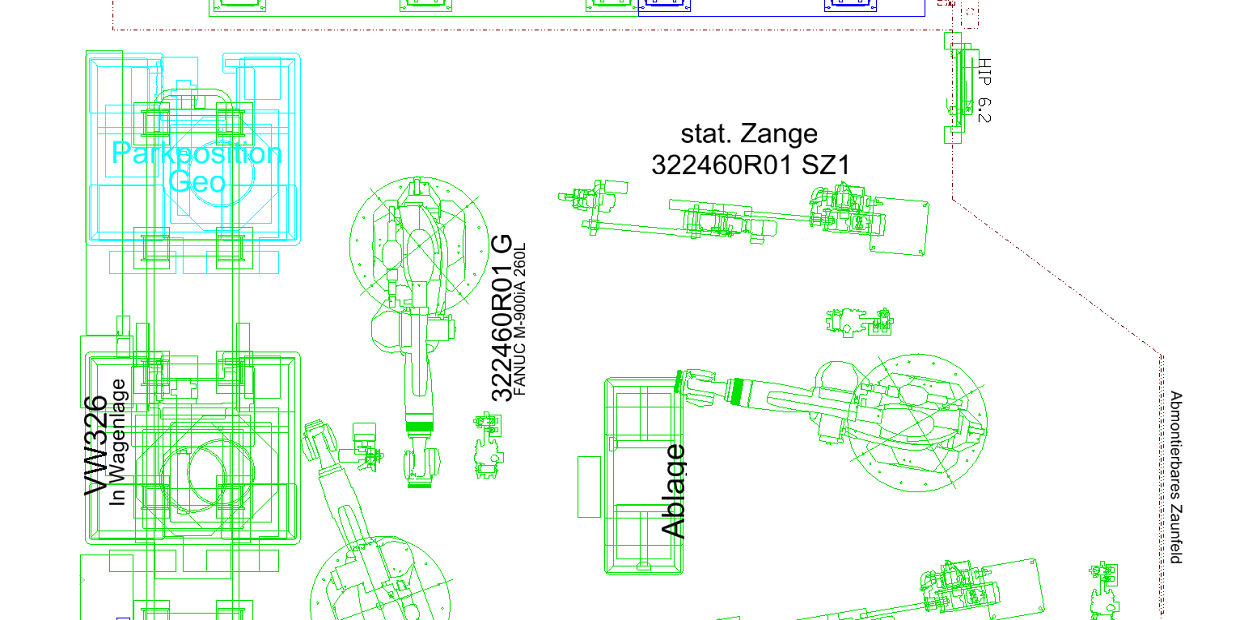 HIP 6.2
stat. Zange
322460R01 SZ1
Parkposition
Geo
322460R01 G
FANUC M-900iA 260L
VW326
In Wagenlage
Ablage
Abmontierbares Zaunfeld